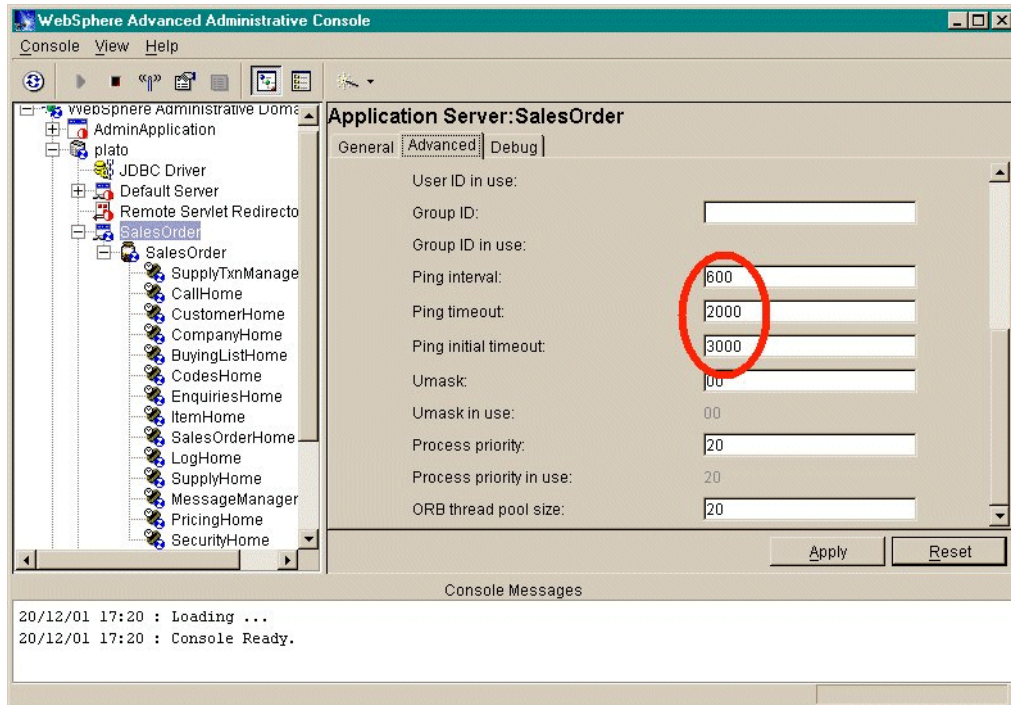 WebSphere Advanced Administrative Console
Console View Help
WebSphere Administrative Doma
AdminApplication
plato
JDBC Driver
Default Server
Remote Servlet Redirecto
SalesOrder
SalesOrder
SupplyTxnManage
CallHome
CustomerHome
CompanyHome
BuyingListHome
CodesHome
EnquiriesHome
ItemHome
SalesOrderHome
LogHome
SupplyHome
MessageManager
PricingHome
SecurityHome
Application Server:SalesOrder
General Advanced Debug
User ID in use:
Group ID:
Group ID in use:
Ping interval: 600
Ping timeout: 2000
Ping initial timeout: 3000
Umask: 00
Umask in use: 00
Process priority: 20
Process priority in use: 20
ORB thread pool size: 20
Apply Reset
Console Messages
20/12/01 17:20 : Loading ...
20/12/01 17:20 : Console Ready.